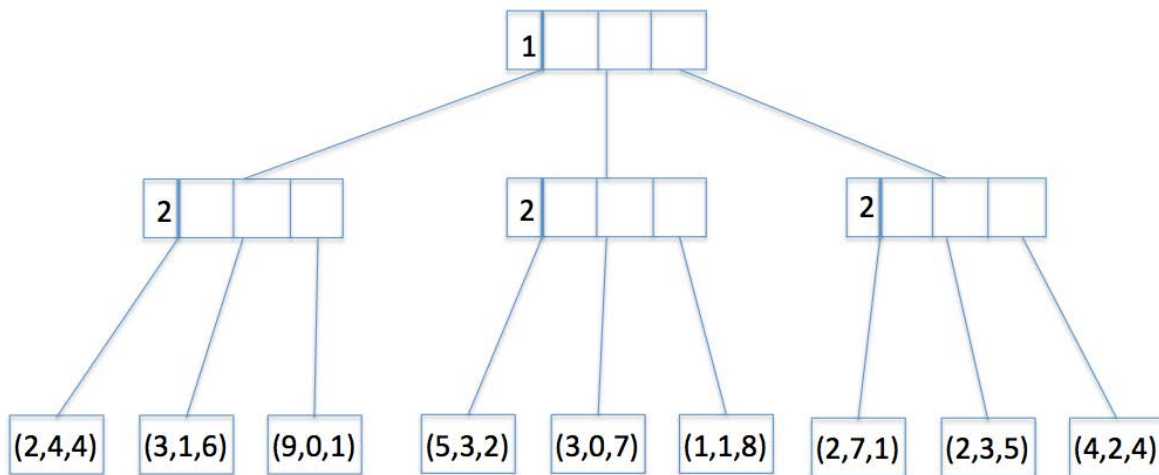 1
2 2 2
(2,4,4) (3,1,6) (9,0,1) (5,3,2) (3,0,7) (1,1,8) (2,7,1) (2,3,5) (4,2,4)